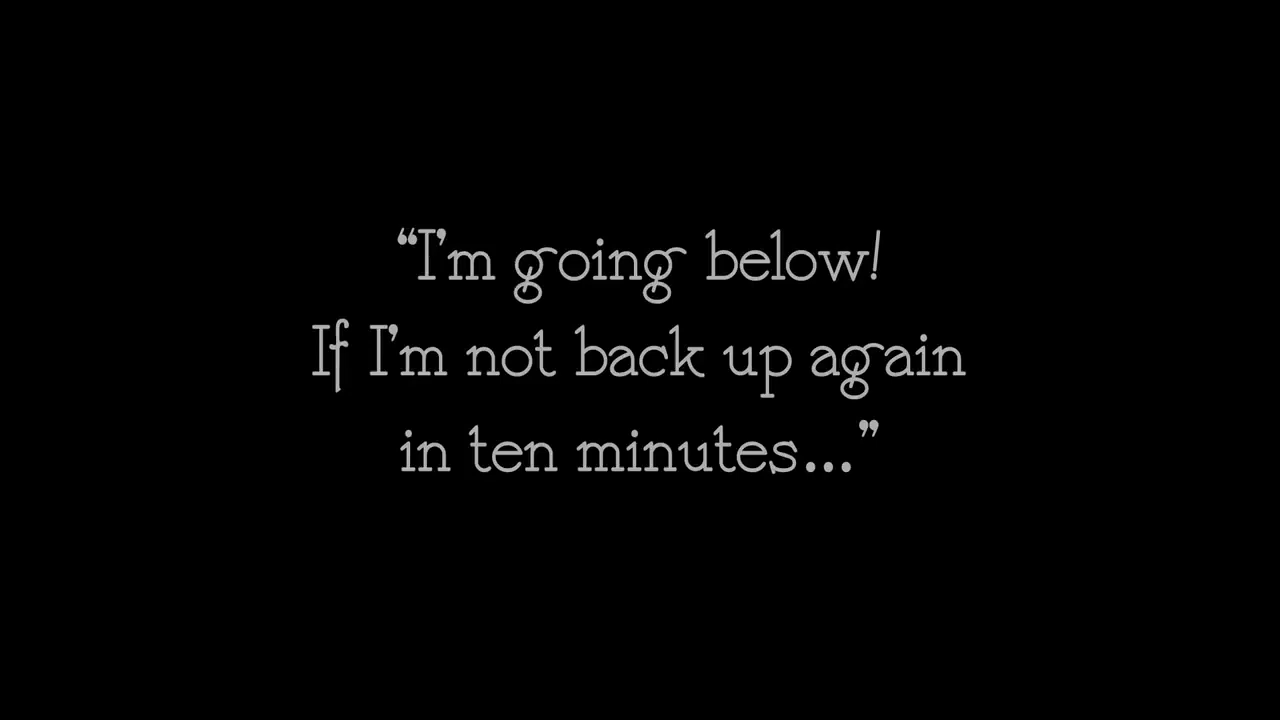 “I’m going below!
If I’m not back up again
in ten minutes...”